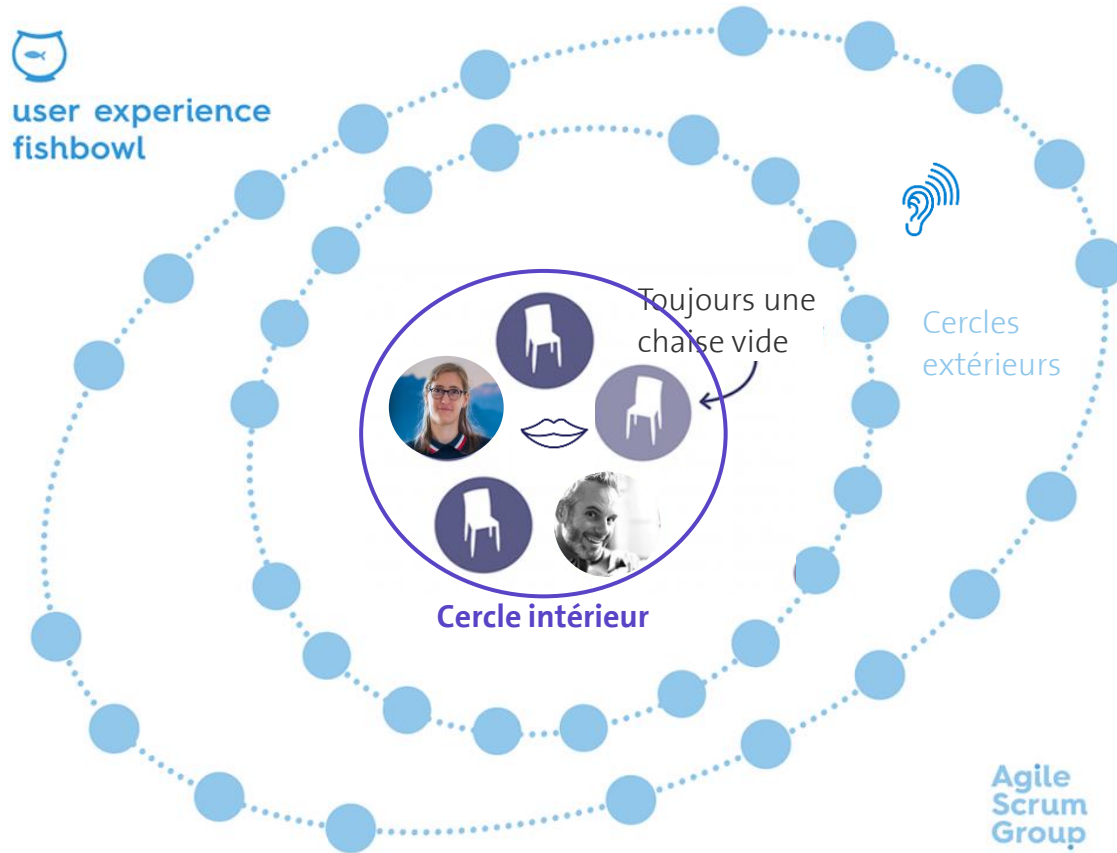 user experience
fishbowl
Toujours une
chaise vide
Cercles
extérieurs
Cercle intérieur
Agile
Scrum
Group